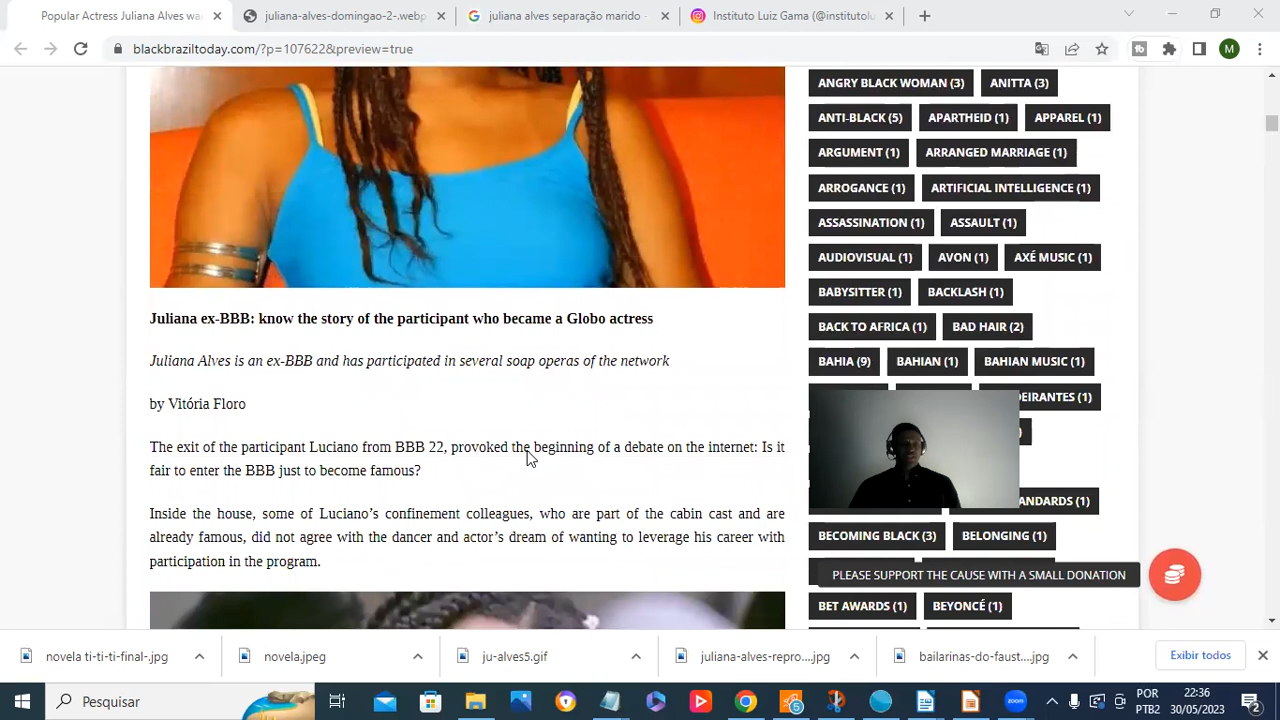 Popular Actress Juliana Alves wa
juliana-alves-domingao-2-.webp
juliana alves separação marido -
Instituto Luiz Gama (@institotolu
blackbraziltoday.com/?p=107622&preview=true
M
ANGRY BLACK WOMAN (3) ANITTA (3)
ANTI-BLACK (5) APARTHEID (1) APPAREL (1)
ARGUMENT (1) ARRANGED MARRIAGE (1)
ARROGANCE (1) ARTIFICIAL INTELLIGENCE (1)
ASSASSINATION (1) ASSAULT (1)
AUDIOVISUAL (1) AVON (1) AXÉ MUSIC (1)
BABYSITTER (1) BACKLASH (1)
BACK TO AFRICA (1) BAD HAIR (2)
BAHIA (9) BAHIAN (1) BAHIAN MUSIC (1)
DEIRANTES (1)
TANDARDS (1)
BECOMING BLACK (3) BELONGING (1)
PLEASE SUPPORT THE CAUSE WITH A SMALL DONATION
BET AWARDS (1) BEYONCÉ (1)
Juliana ex-BBB: know the story of the participant who became a Globo actress
Juliana Alves is an ex-BBB and has participated in several soap operas of the network
by Vitória Floro
The exit of the participant Luciano from BBB 22, provoked the beginning of a debate on the internet: Is it
fair to enter the BBB just to become famous?
Inside the house, some of Luciano’s confinement colleagues, who are part of the cabin cast and are
already famous, did not agree with the dancer and actor’s dream of wanting to leverage his career with
participation in the program.
novela ti-ti-ti-final-.jpg
novela.jpeg
ju-alves5.gif
juliana-alves-repro....jpg
bailarinas-do-faust....jpg
Exibir todos
Pesquisar
5
zoom
POR
PTB2
22:36
30/05/2023
2